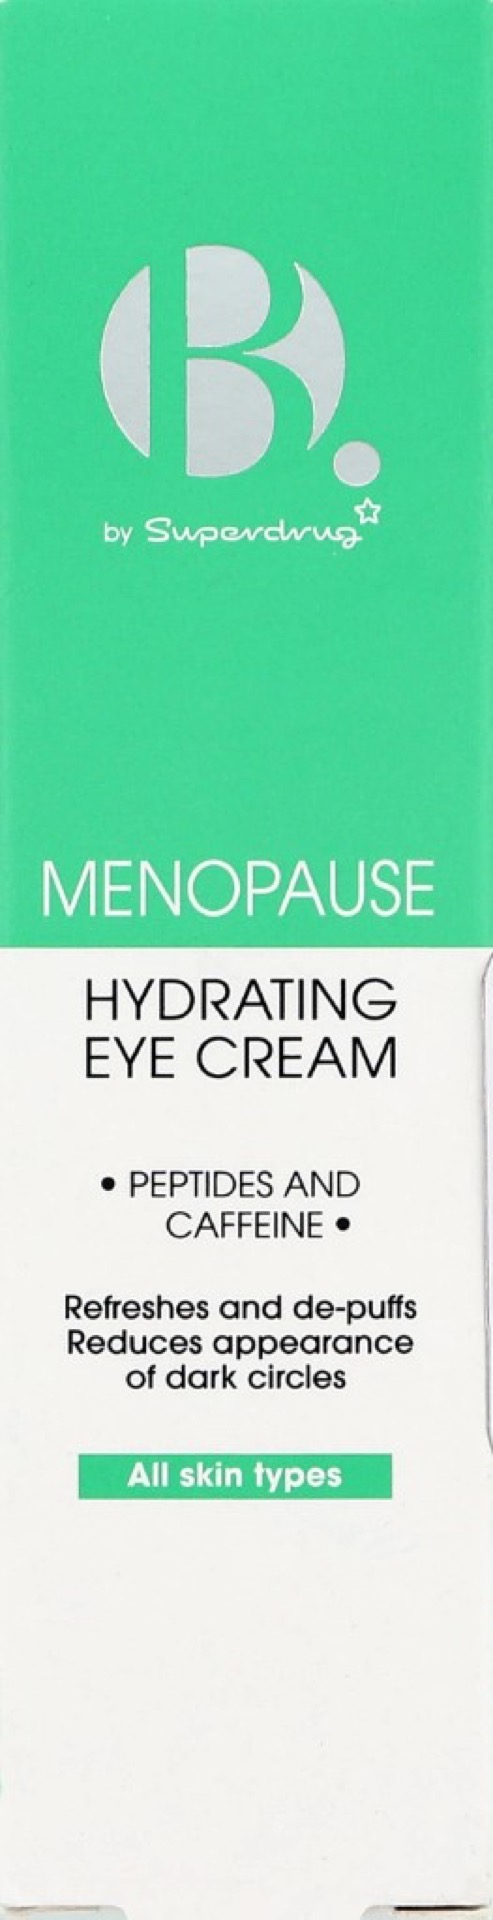 B.
by Superdrug
MENOPAUSE
HYDRATING
EYE CREAM
• PEPTIDES AND
CAFFEINE •
Refreshes and de-puffs
Reduces appearance
of dark circles
All skin types